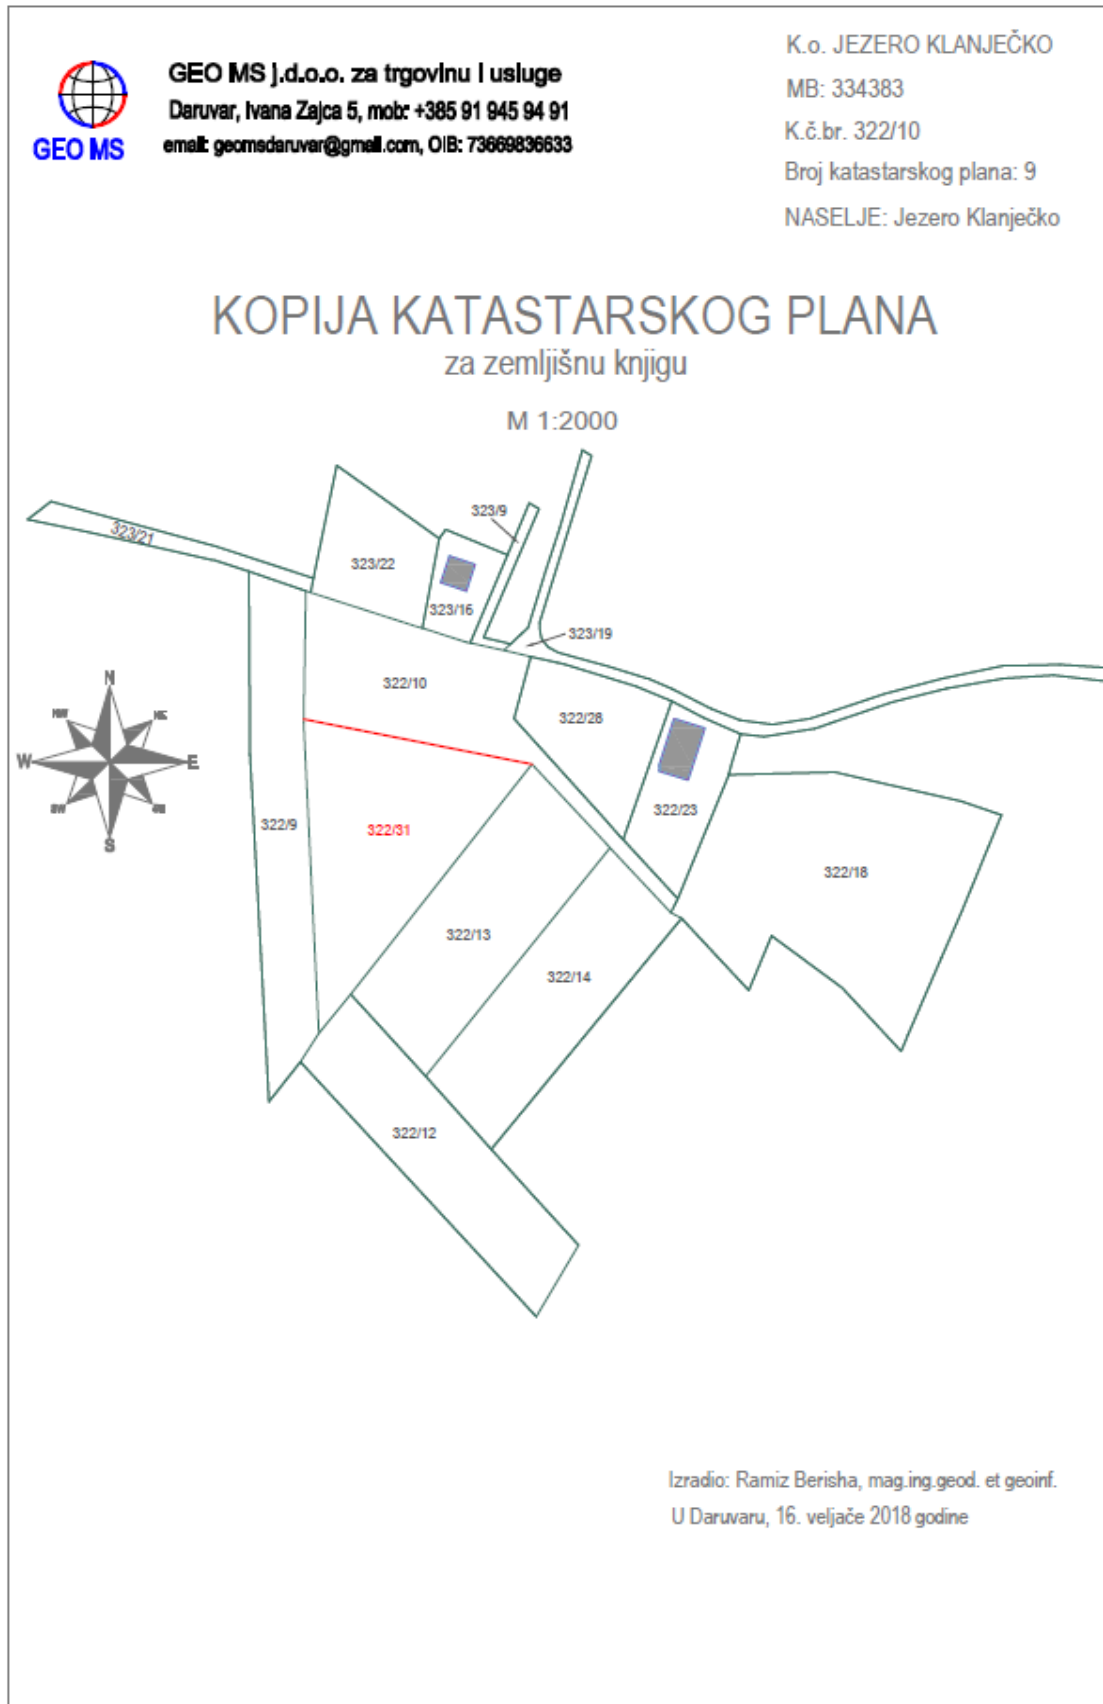 GEO MS
GEO MS j.d.o.o. za trgovinu i usluge
Daruvar, Ivana Zajca 5, mob: +385 91 945 94 91
email: geomsdaruvar@gmail.com, OIB: 73669836633
K.o. JEZERO KLANJEČKO
MB: 334383
K.č.br. 322/10
Broj katastarskog plana: 9
NASELJE: Jezero Klanječko
KOPIJA KATASTARSKOG PLANA
za zemljišnu knjigu
M 1:2000
323/9
323/21
323/22
323/16
323/19
322/10
322/28
N
NW
NE
W
E
SW
SE
S
322/23
322/9
322/31
322/18
322/13
322/14
322/12
Izradio: Ramiz Berisha, mag.ing.geod. et geoinf.
U Daruvaru, 16. veljače 2018 godine